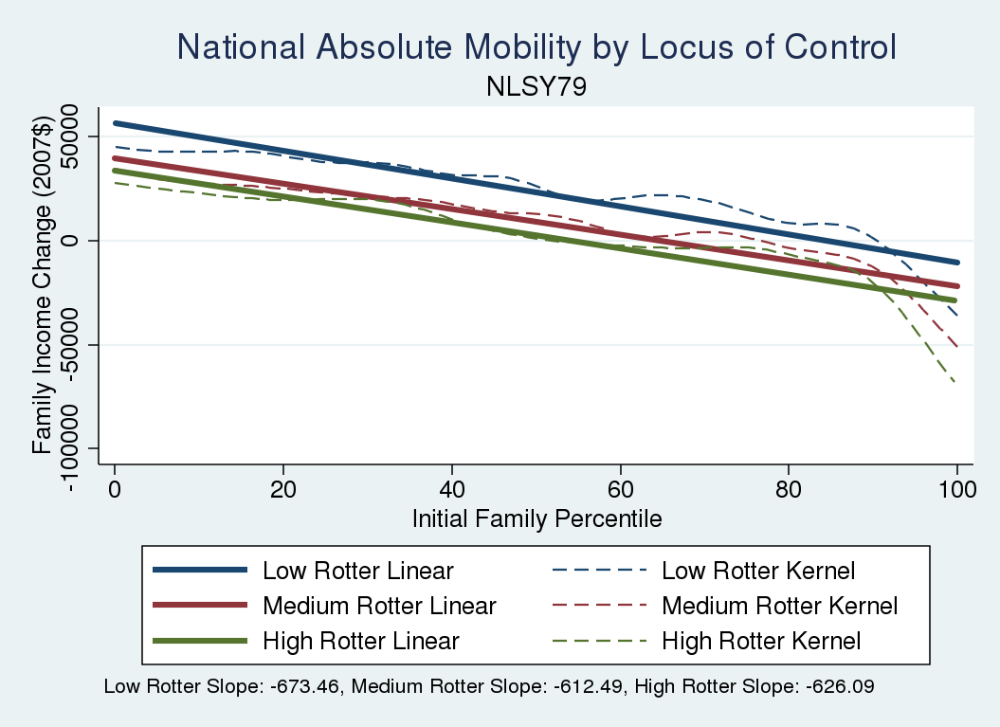 National Absolute Mobility by Locus of Control
NLSY79
Family Income Change (2007$)
50000
0
-50000
-100000
0 20 40 60 80 100
Initial Family Percentile
Low Rotter Linear Low Rotter Kernel
Medium Rotter Linear Medium Rotter Kernel
High Rotter Linear High Rotter Kernel
Low Rotter Slope: -673.46, Medium Rotter Slope: -612.49, High Rotter Slope: -626.09